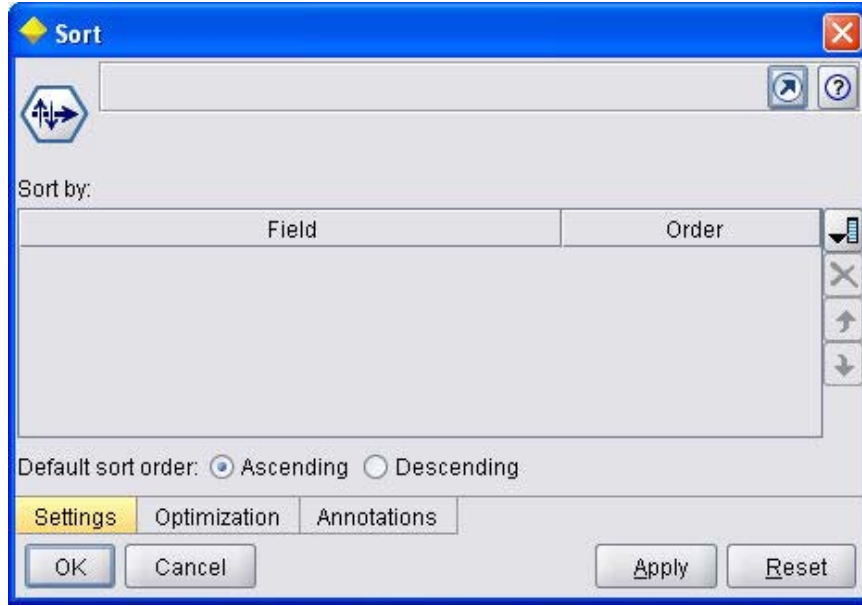 Sort
Sort by:
Field Order
Default sort order: Ascending Descending
Settings Optimization Annotations
OK Cancel Apply Reset